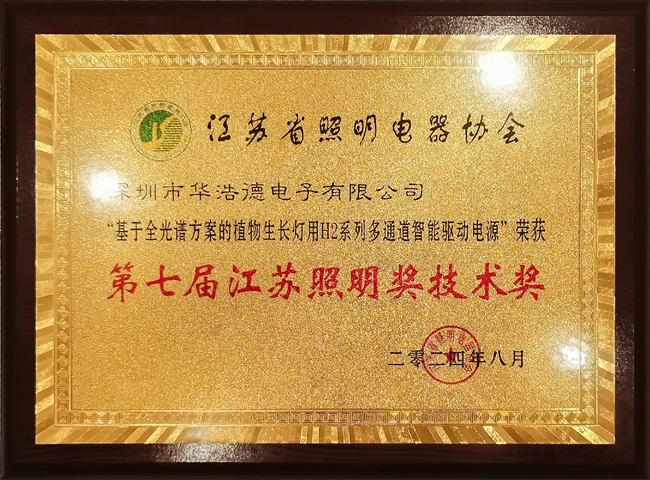 江苏省照明电器协会
深圳市华浩德电子有限公司
“基于全光谱方案的植物生长灯用H2系列多通道智能驱动电源”荣获
第七届江苏照明奖技术奖
二零二四年八月